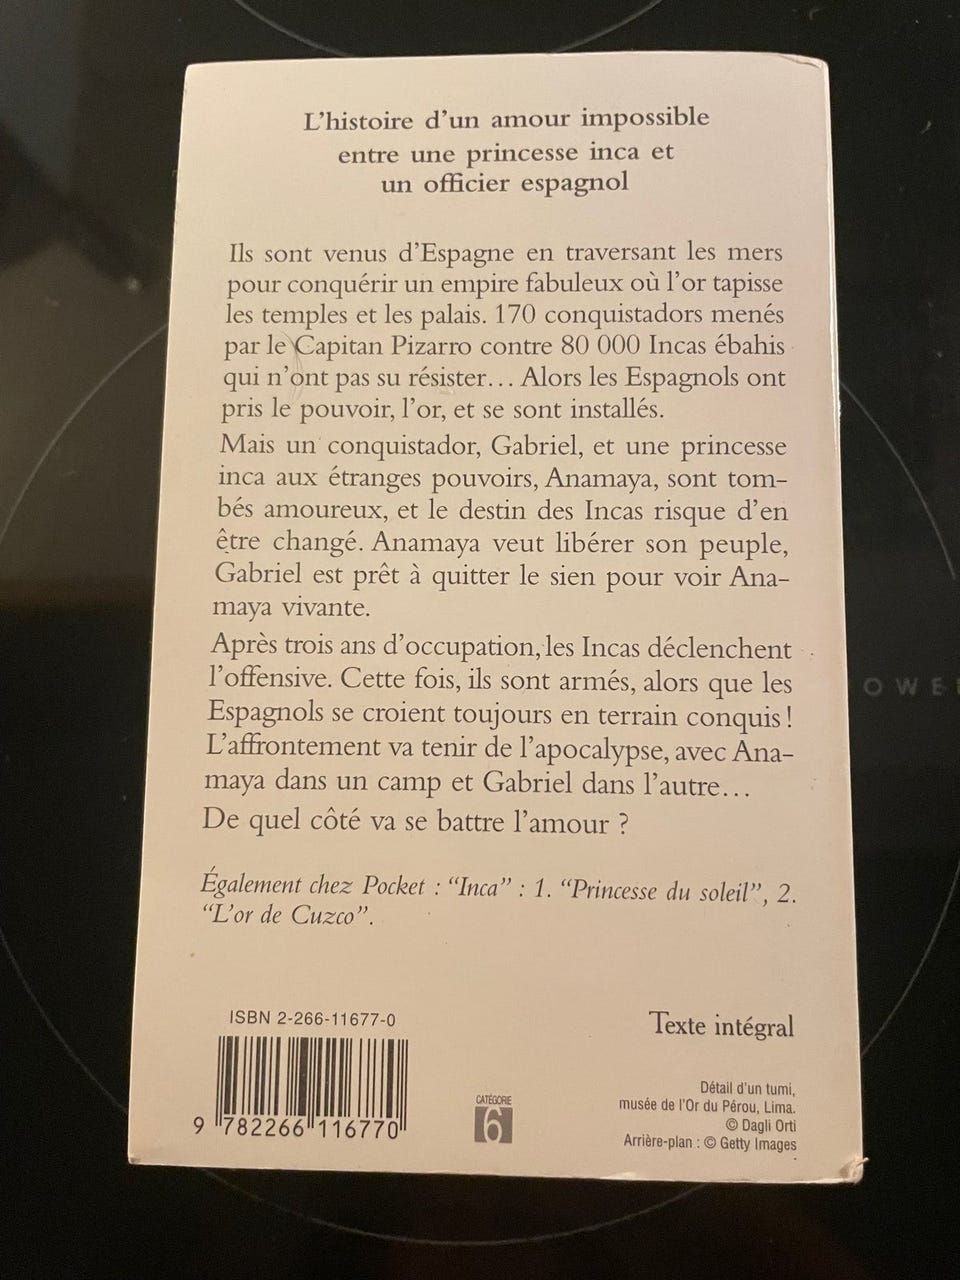 L'histoire d'un amour impossible
entre une princesse inca et
un officier espagnol
Ils sont venus d'Espagne en traversant les mers
pour conquérir un empire fabuleux où l'or tapisse
les temples et les palais. 170 conquistadors menés
par le Capitan Pizarro contre 80 000 Incas ébahis
qui n'ont pas su résister... Alors les Espagnols ont
pris le pouvoir, l'or, et se sont installés.
Mais un conquistador, Gabriel, et une princesse
inca aux étranges pouvoirs, Anamaya, sont tom-
bés amoureux, et le destin des Incas risque d'en
être changé. Anamaya veut libérer son peuple,
Gabriel est prêt à quitter le sien pour voir Ana-
maya vivante.
Après trois ans d'occupation, les Incas déclenchent
l'offensive. Cette fois, ils sont armés, alors que les
Espagnols se croient toujours en terrain conquis !
L'affrontement va tenir de l'apocalypse, avec Ana-
maya dans un camp et Gabriel dans l'autre...
De quel côté va se battre l'amour ?
Également chez Pocket : "Inca" : 1. "Princesse du soleil", 2.
"L'or de Cuzco".
ISBN 2-266-11677-0
9 782266 116770
CATÉGORIE
6
Texte intégral
Détail d'un tumi,
musée de l'Or du Pérou, Lima.
© Dagli Orti
Arrière-plan : © Getty Images